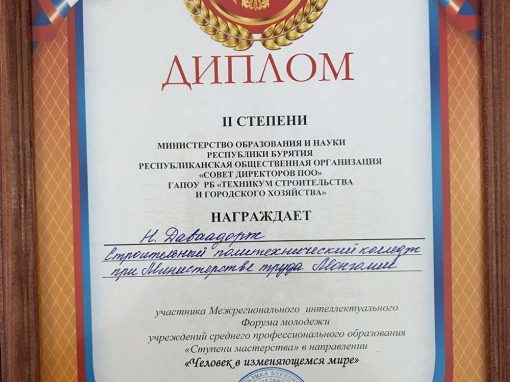 ДИПЛОМ
II СТЕПЕНИ
МИНИСТЕРСТВО ОБРАЗОВАНИЯ И НАУКИ
РЕСПУБЛИКИ БУРЯТИЯ
РЕСПУБЛИКАНСКАЯ ОБЩЕСТВЕННАЯ ОРГАНИЗАЦИЯ
«СОВЕТ ДИРЕКТОРОВ ПОО»
ГАПОУ РБ «ТЕХНИКУМ СТРОИТЕЛЬСТВА
И ГОРОДСКОГО ХОЗЯЙСТВА»
НАГРАЖДАЕТ
Н. Даваадорж
Строительный политехнический колледж
при Министерстве труда Монголии
участника Межрегионального интеллектуального
Форума молодежи
учреждений среднего профессионального образования
«Ступени мастерства» в направлении
«Человек в изменяющемся мире»